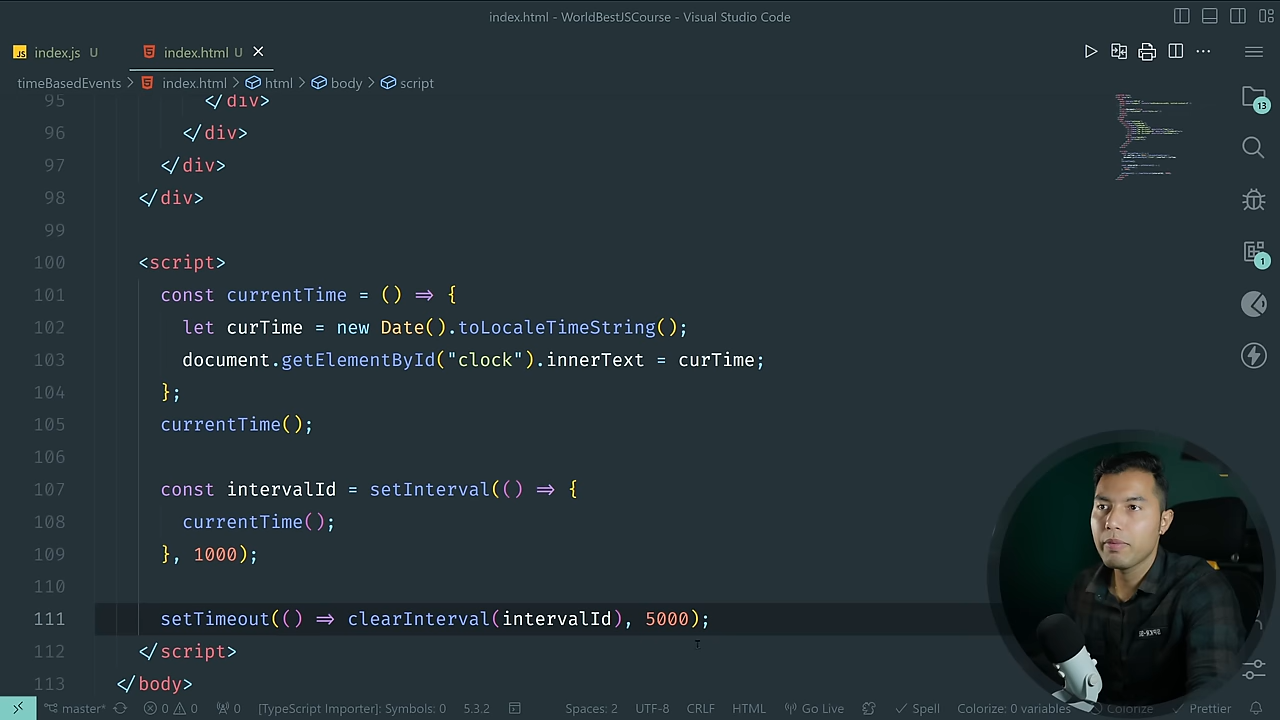 index.html - WorldBestJSCourse - Visual Studio Code
JS index.js U
index.html U
timeBasedEvents > index.html > html > body > script
13
1
95 </div>
96 </div>
97 </div>
98 </div>
99
100 <script>
101 const currentTime = () => {
102 let curTime = new Date().toLocaleTimeString();
103 document.getElementById("clock").innerText = curTime;
104 };
105 currentTime();
106
107 const intervalId = setInterval(() => {
108 currentTime();
109 }, 1000);
110
111 setTimeout(() => clearInterval(intervalId), 5000);
112 </script>
113 </body>
master* 0 0 0 [TypeScript Importer]: Symbols: 0 5.3.2 Spaces: 2 UTF-8 CRLF HTML Go Live Spell Colorize: 0 variables Colorize Prettier